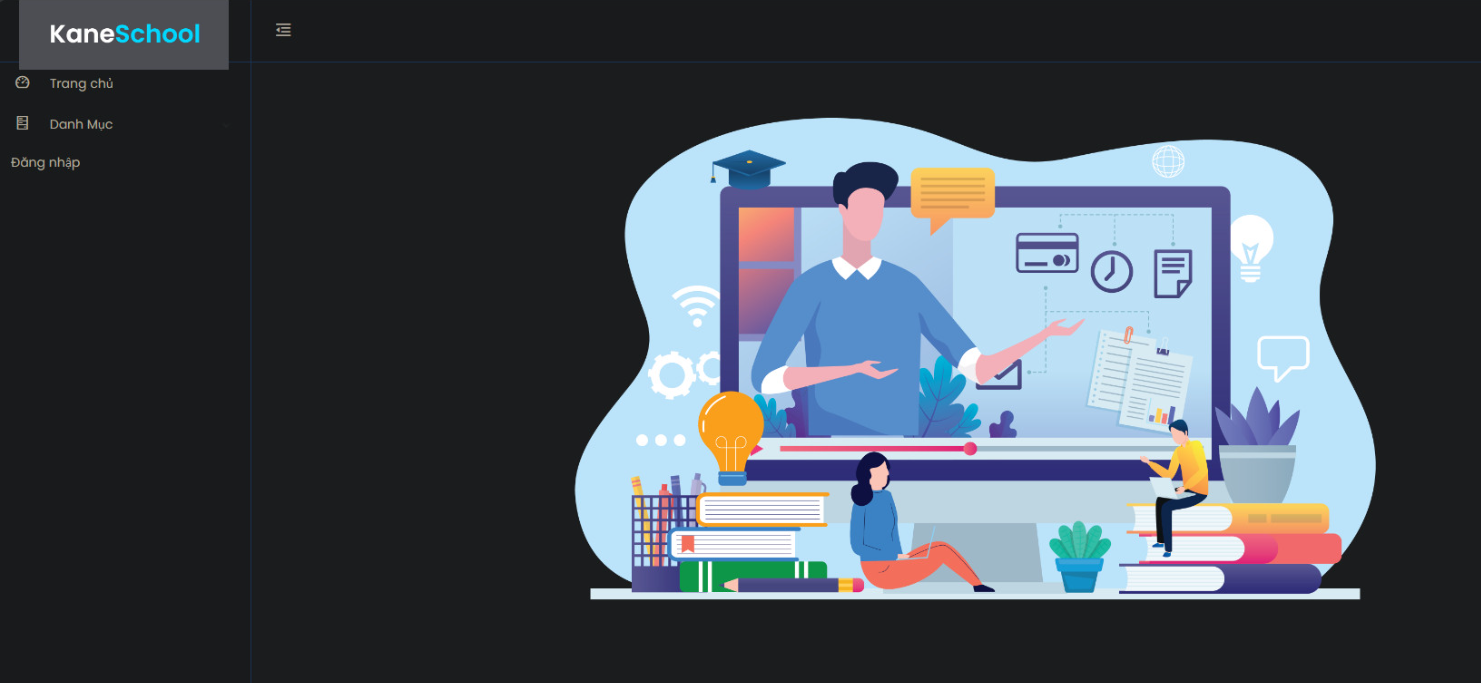 KaneSchool
Trang chủ
Danh Mục
Đăng nhập